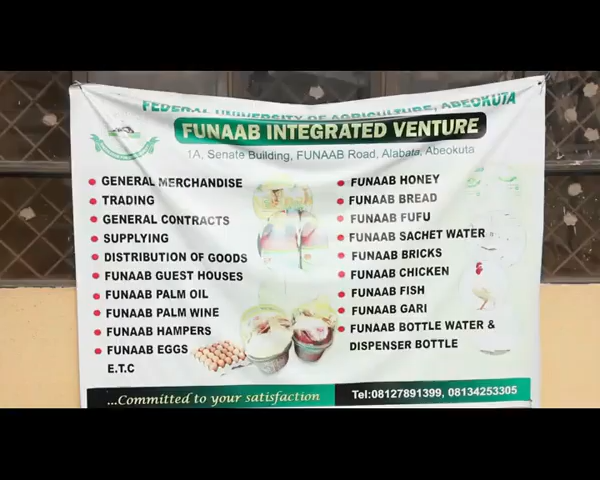 FEDERAL UNIVERSITY OF AGRICULTURE, ABEOKUTA
FUNAAB INTEGRATED VENTURE
1A, Senate Building, FUNAAB Road, Alabata, Abeokuta
GENERAL MERCHANDISE
TRADING
GENERAL CONTRACTS
SUPPLYING
DISTRIBUTION OF GOODS
FUNAAB GUEST HOUSES
FUNAAB PALM OIL
FUNAAB PALM WINE
FUNAAB HAMPERS
FUNAAB EGGS
E.T.C
FUNAAB HONEY
FUNAAB BREAD
FUNAAB FUFU
FUNAAB SACHET WATER
FUNAAB BRICKS
FUNAAB CHICKEN
FUNAAB FISH
FUNAAB GARI
FUNAAB BOTTLE WATER &
DISPENSER BOTTLE
...Committed to your satisfaction
Tel:08127891399, 08134253305